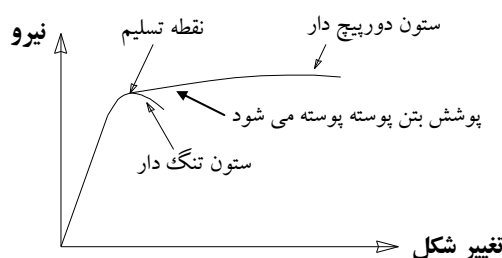 نیرو
نقطه تسلیم
ستون دورپیچ دار
پوشش بتن پوسته پوسته می شود
ستون تنگ دار
تغییر شکل